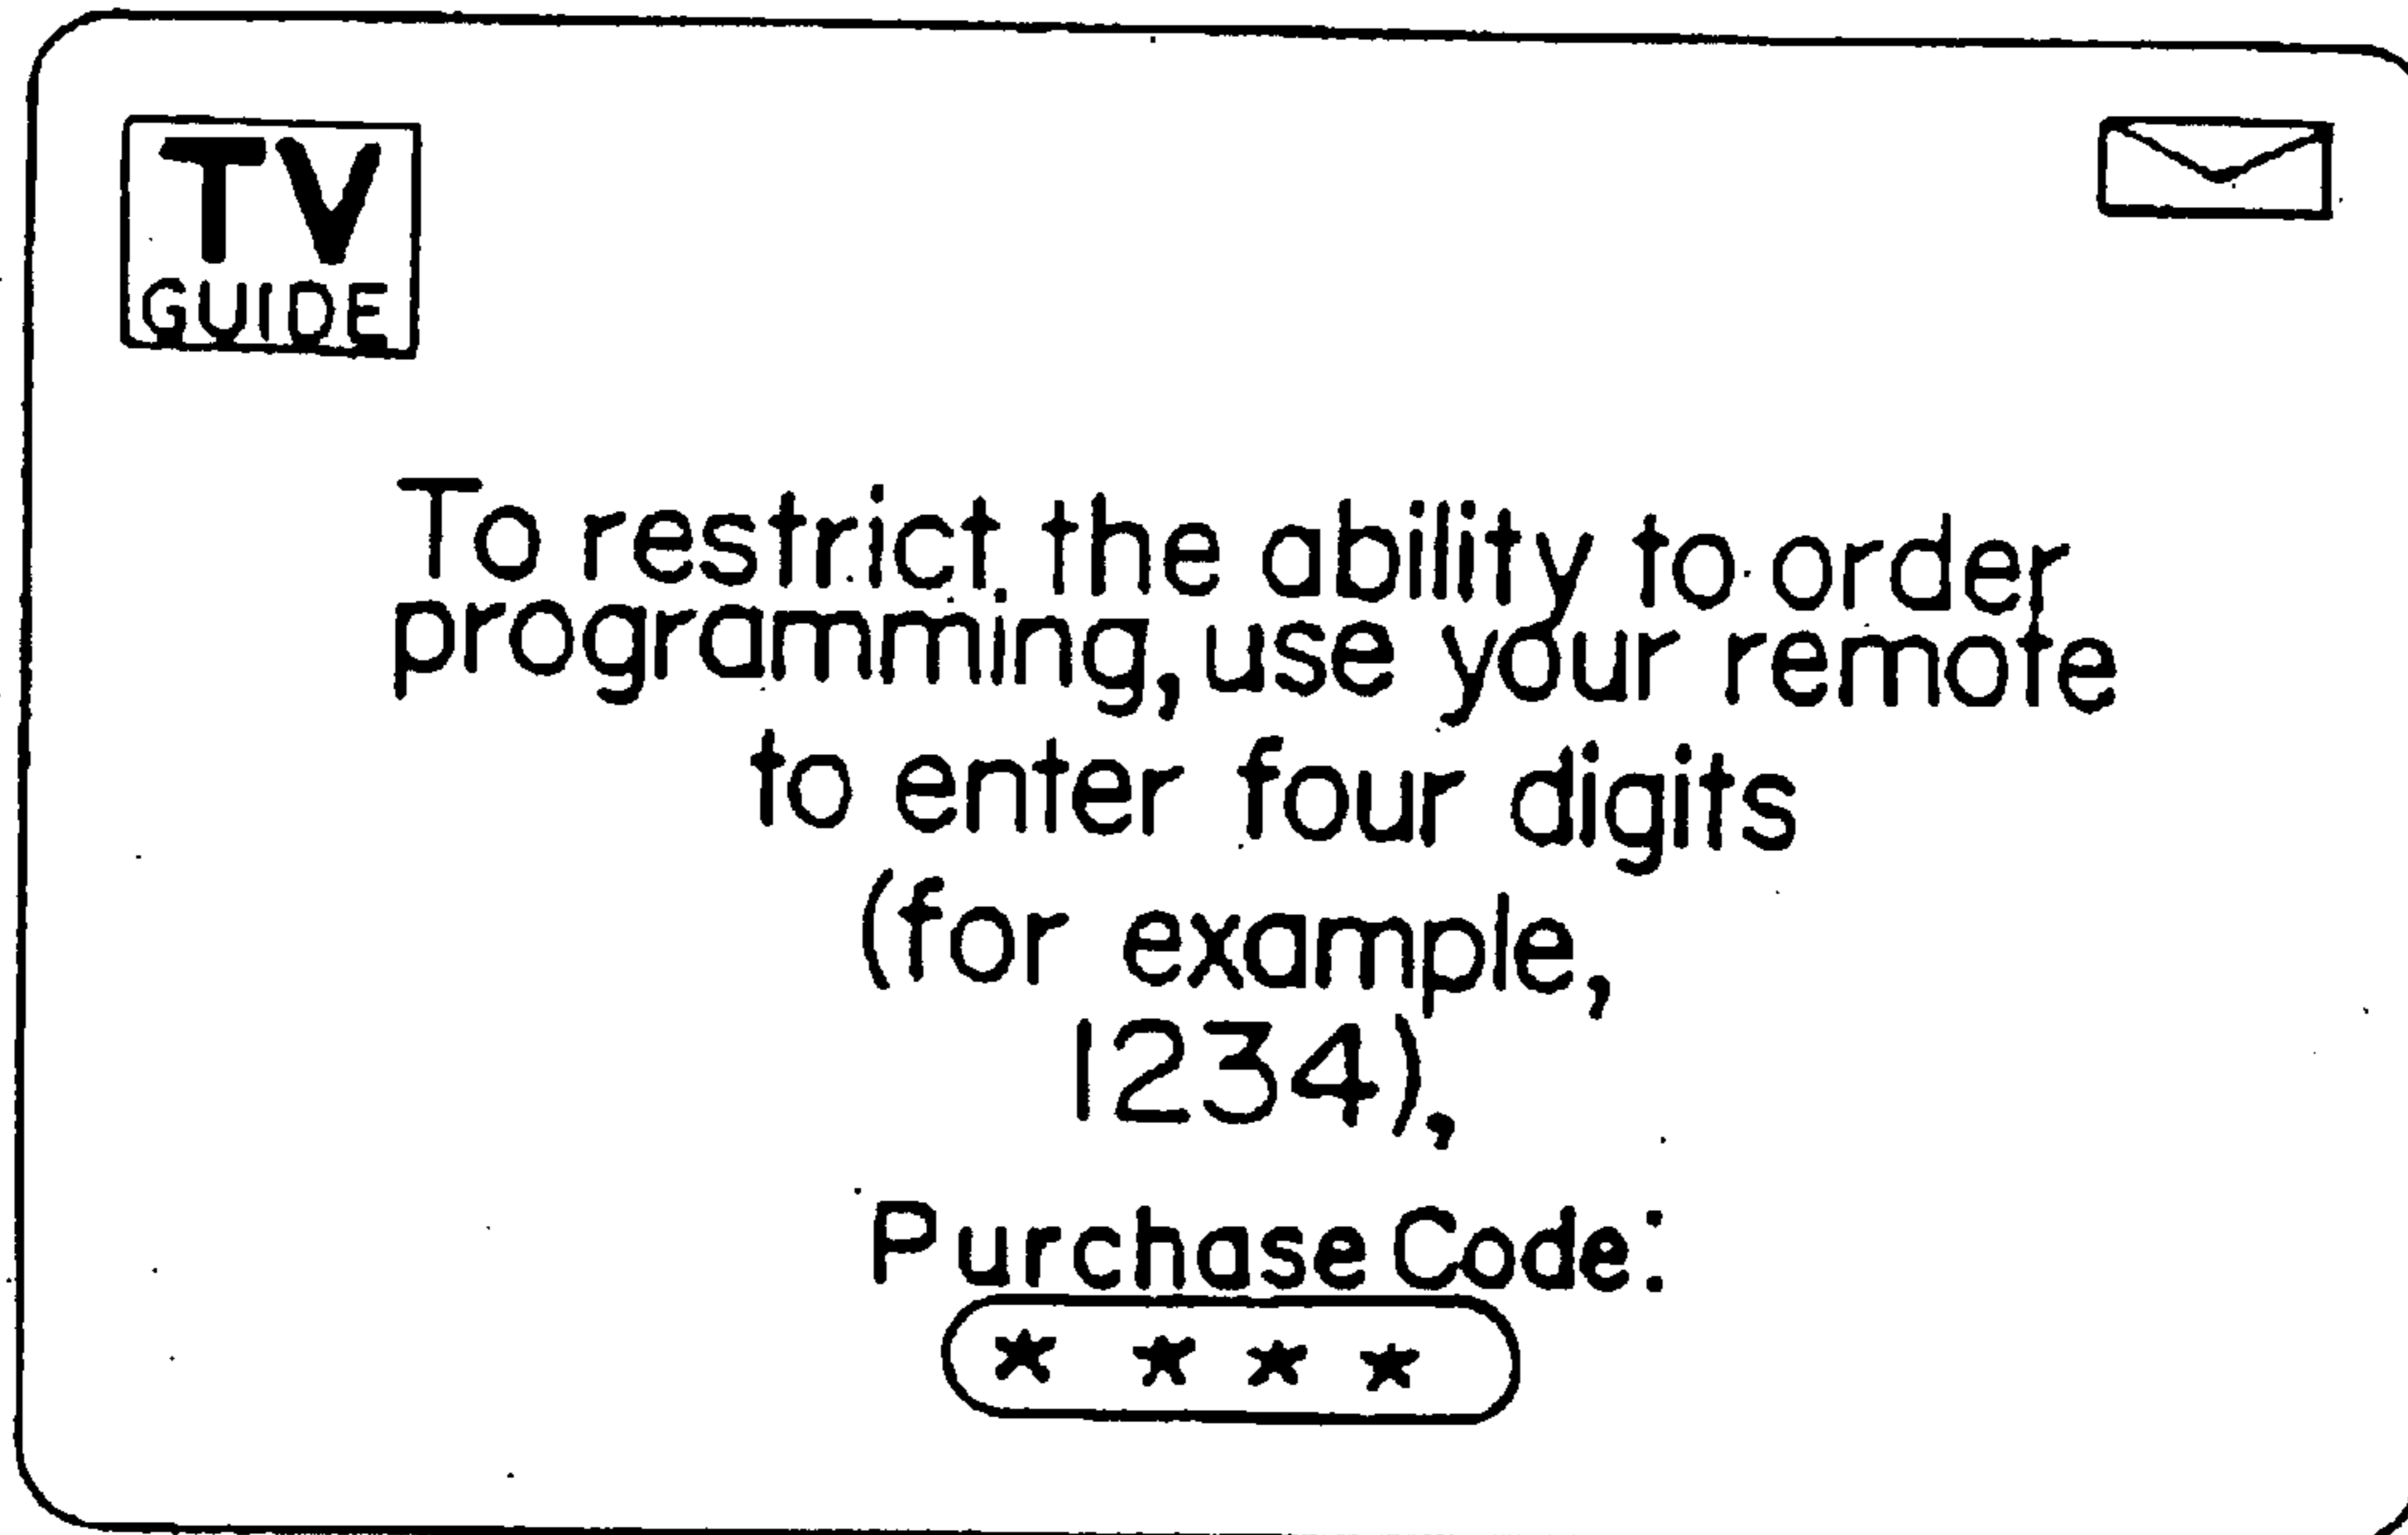 TV
GUIDE
To restrict the ability to order
programming, use your remote
to enter four digits
(for example,
1234),
Purchase Code:
* * * *